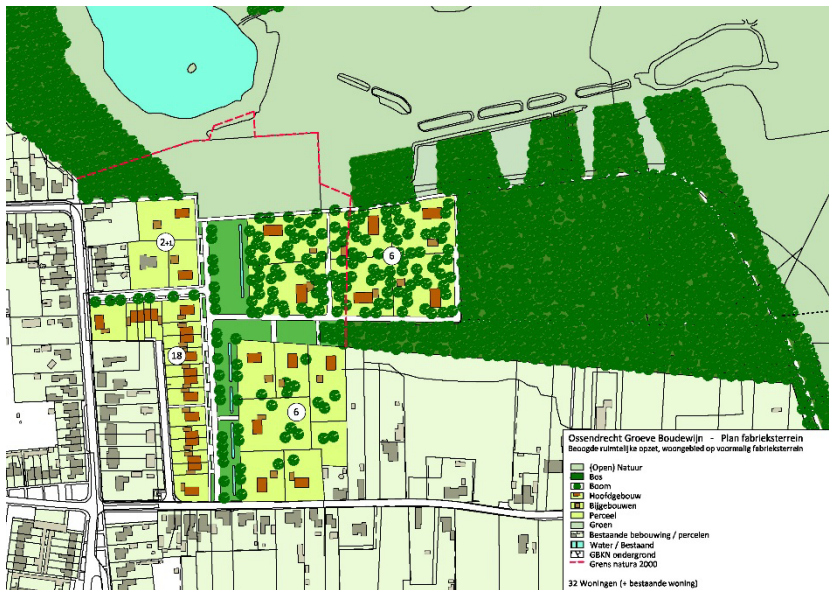 2+1
6
18
6
Ossendrecht Groeve Boudewijn - Plan fabrieksterrein
Beoogde ruimtelijke opzet, woongebied op voormalig fabrieksterrein
(Open) Natuur
Bos
Boom
Hoofdgebouw
Bijgebouwen
Perceel
Groen
Bestaande bebouwing / percelen
Water / Bestaand
GBKN ondergrond
Grens natura 2000
32 Woningen (+ bestaande woning)